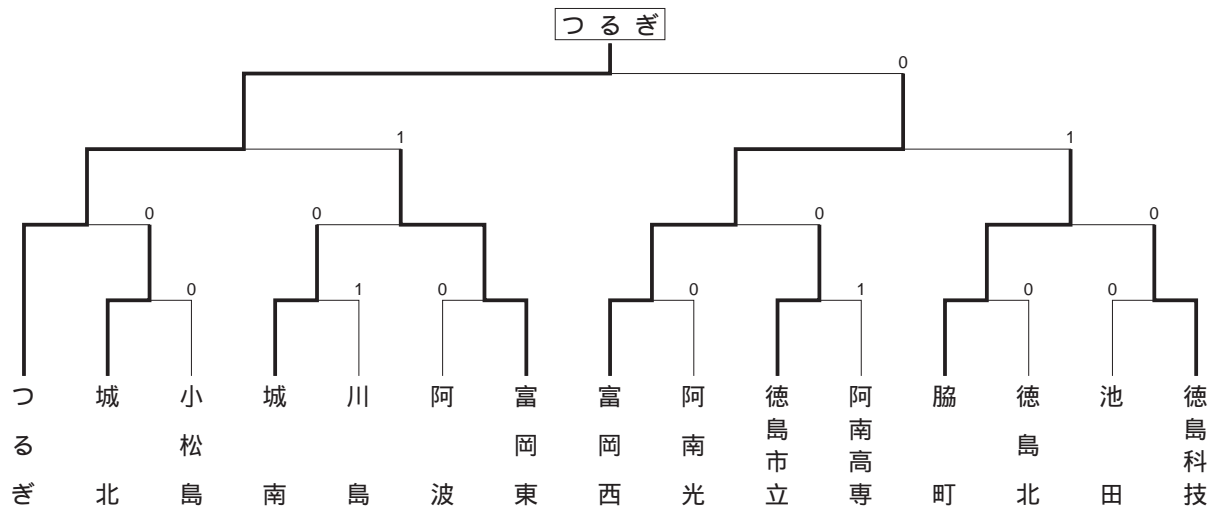 つるぎ
0
1
1
0
0
0
0
0
1
0
0
1
0
0
つるぎ
城北
小松島
城南
川島
阿波
富岡東
富岡西
阿南光
徳島市立
阿南高専
脇町
徳島北
池田
徳島科技